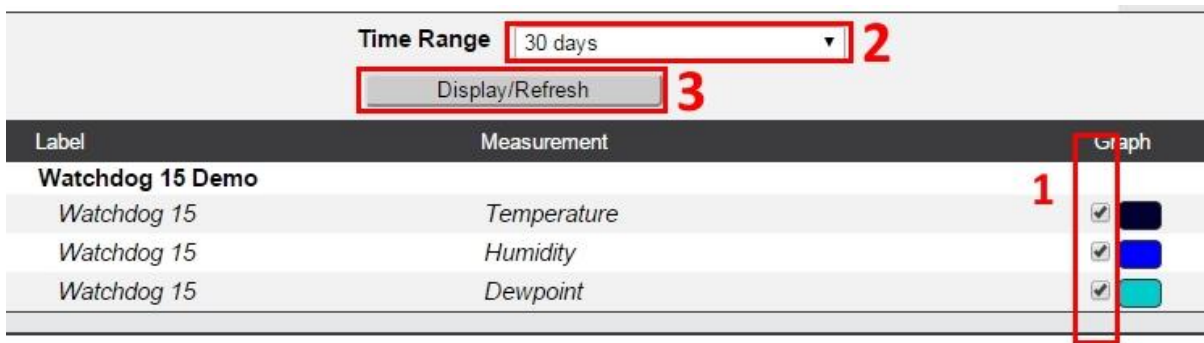 Time Range 30 days 2
Display/Refresh 3
Label Measurement Graph
Watchdog 15 Demo 1
Watchdog 15 Temperature
Watchdog 15 Humidity
Watchdog 15 Dewpoint